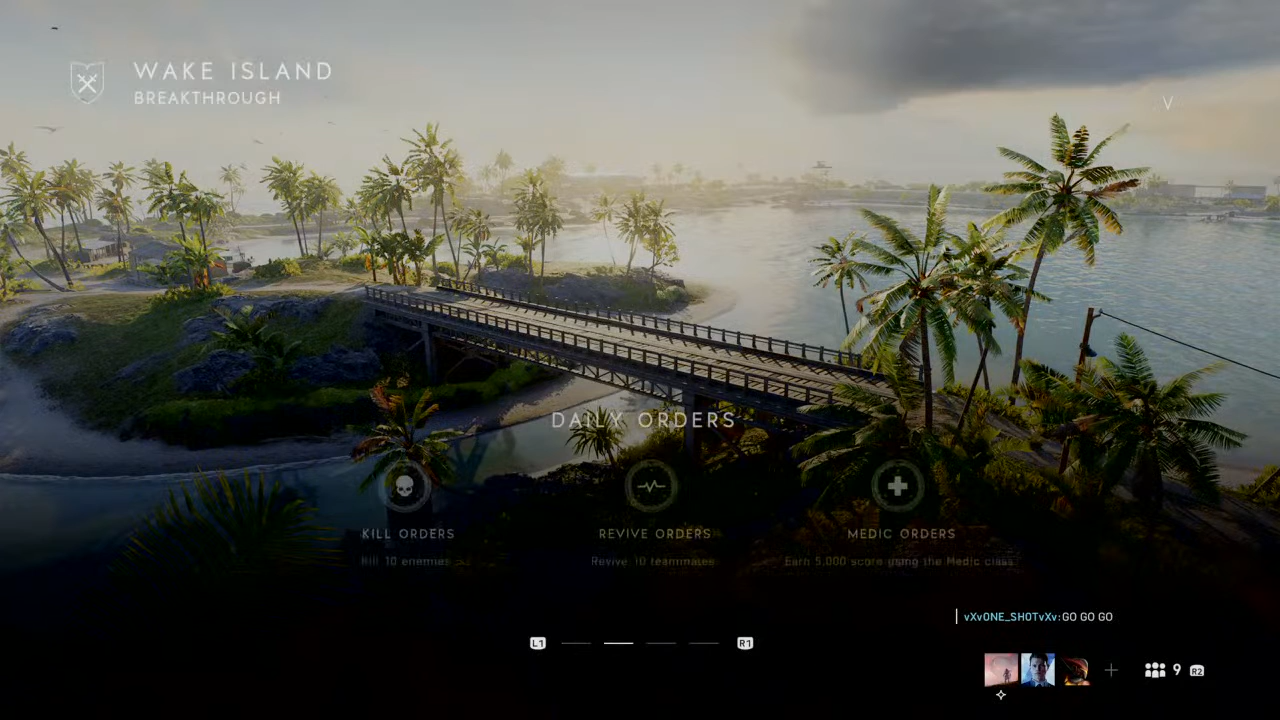 WAKE ISLAND
BREAKTHROUGH
V
DAILY ORDERS
KILL ORDERS
REVIVE ORDERS
MEDIC ORDERS
Kill 10 enemies
Revive 10 teammates
Earn 5,000 score using the Medic class
vXvONE_SHOTvXv: GO GO GO
L1
R1
9
R2